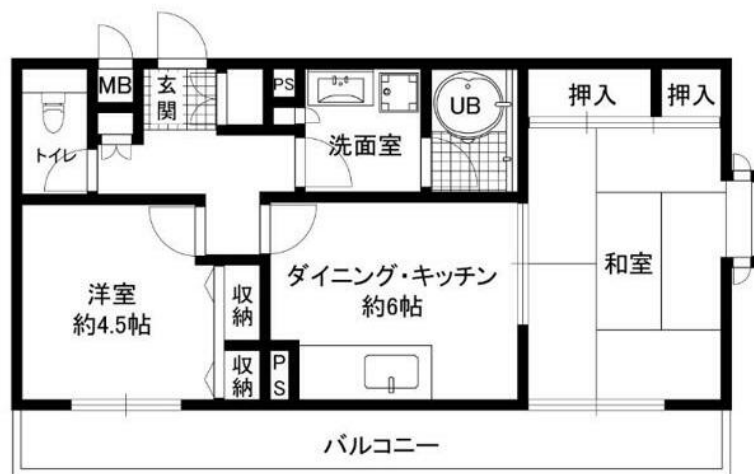 MB
玄
関
PS
UB
押入
押入
トイレ
洗面室
ダイニング・キッチン
約6帖
和室
洋室
約4.5帖
収
納
収
納
P
S
バルコニー